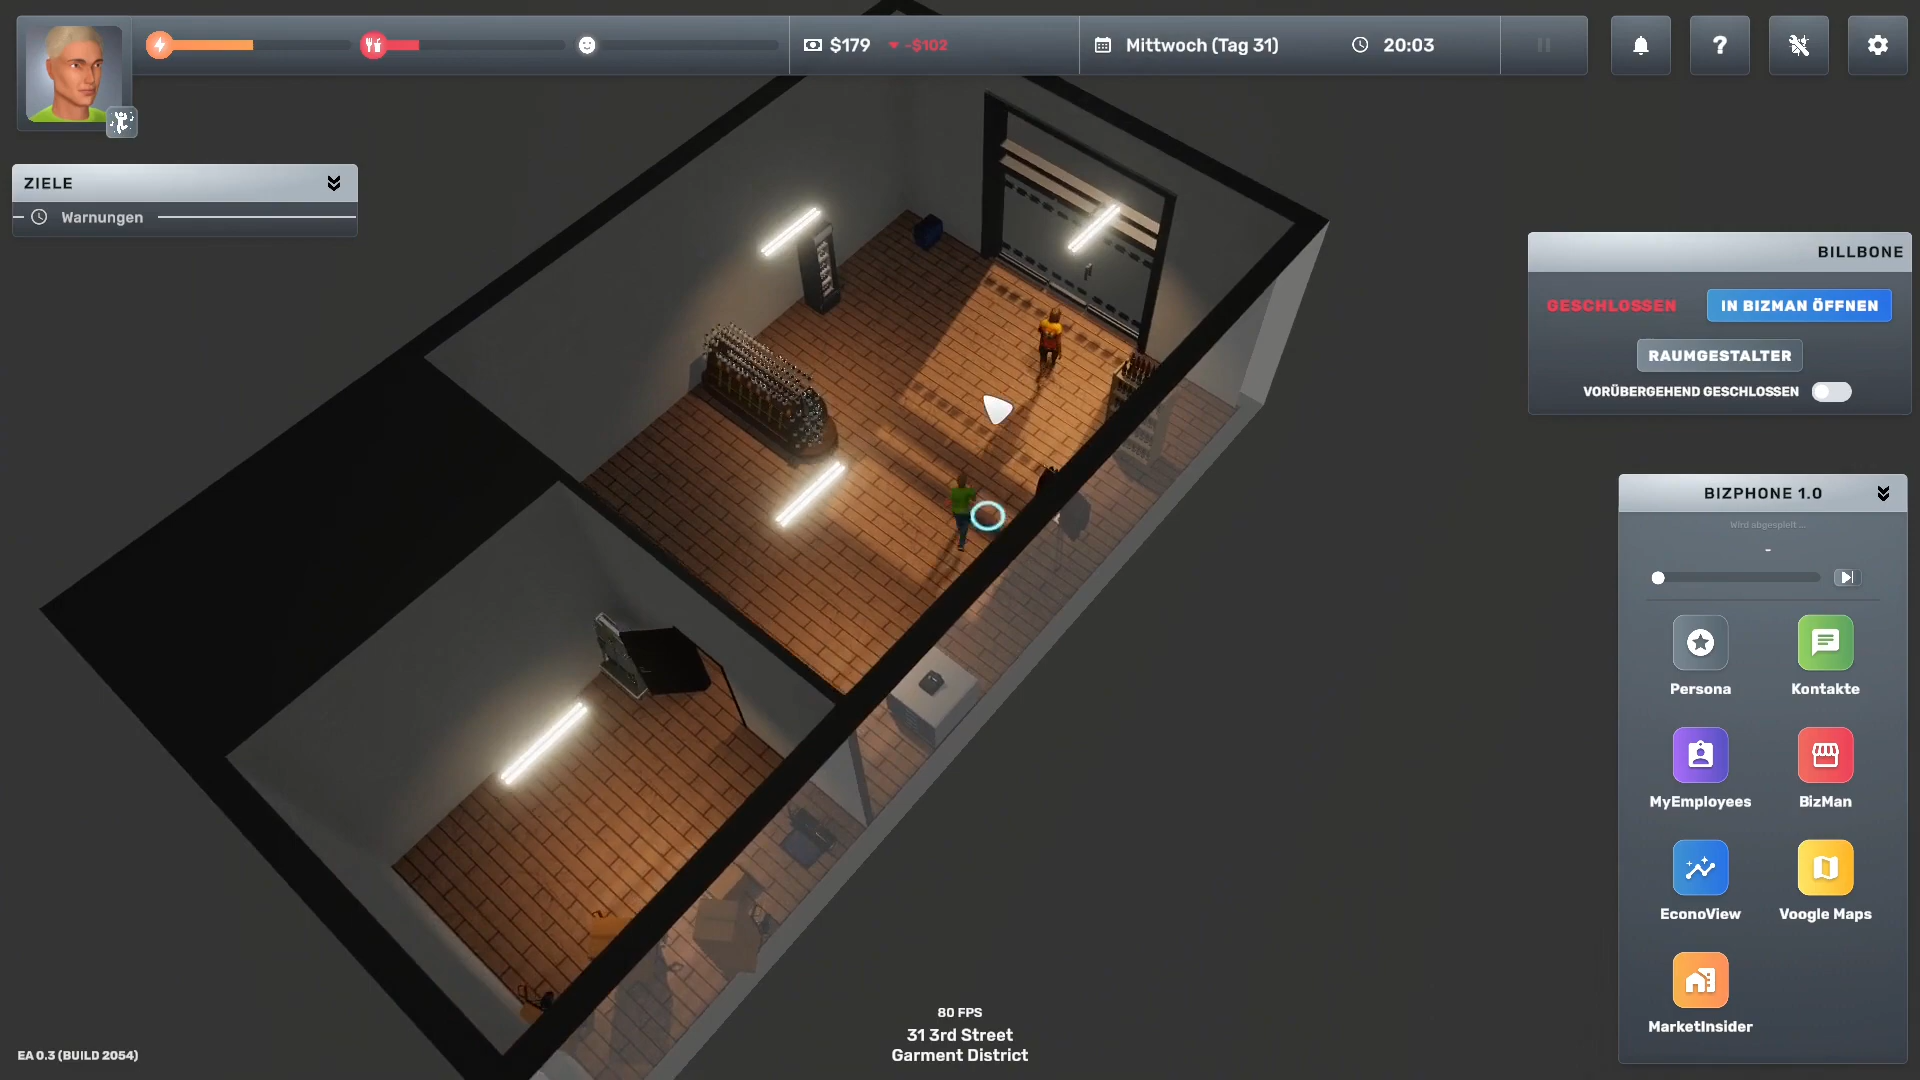 $179
-$102
Mittwoch (Tag 31)
20:03
?
ZIELE
Warnungen
BILLBONE
GESCHLOSSEN
IN BIZMAN ÖFFNEN
RAUMGESTALTER
VORÜBERGEHEND GESCHLOSSEN
BIZPHONE 1.0
Wird abgespielt ...
-
Persona
Kontakte
MyEmployees
BizMan
EconoView
Voogle Maps
MarketInsider
80 FPS
31 3rd Street
Garment District
EA 0.3 (BUILD 2054)